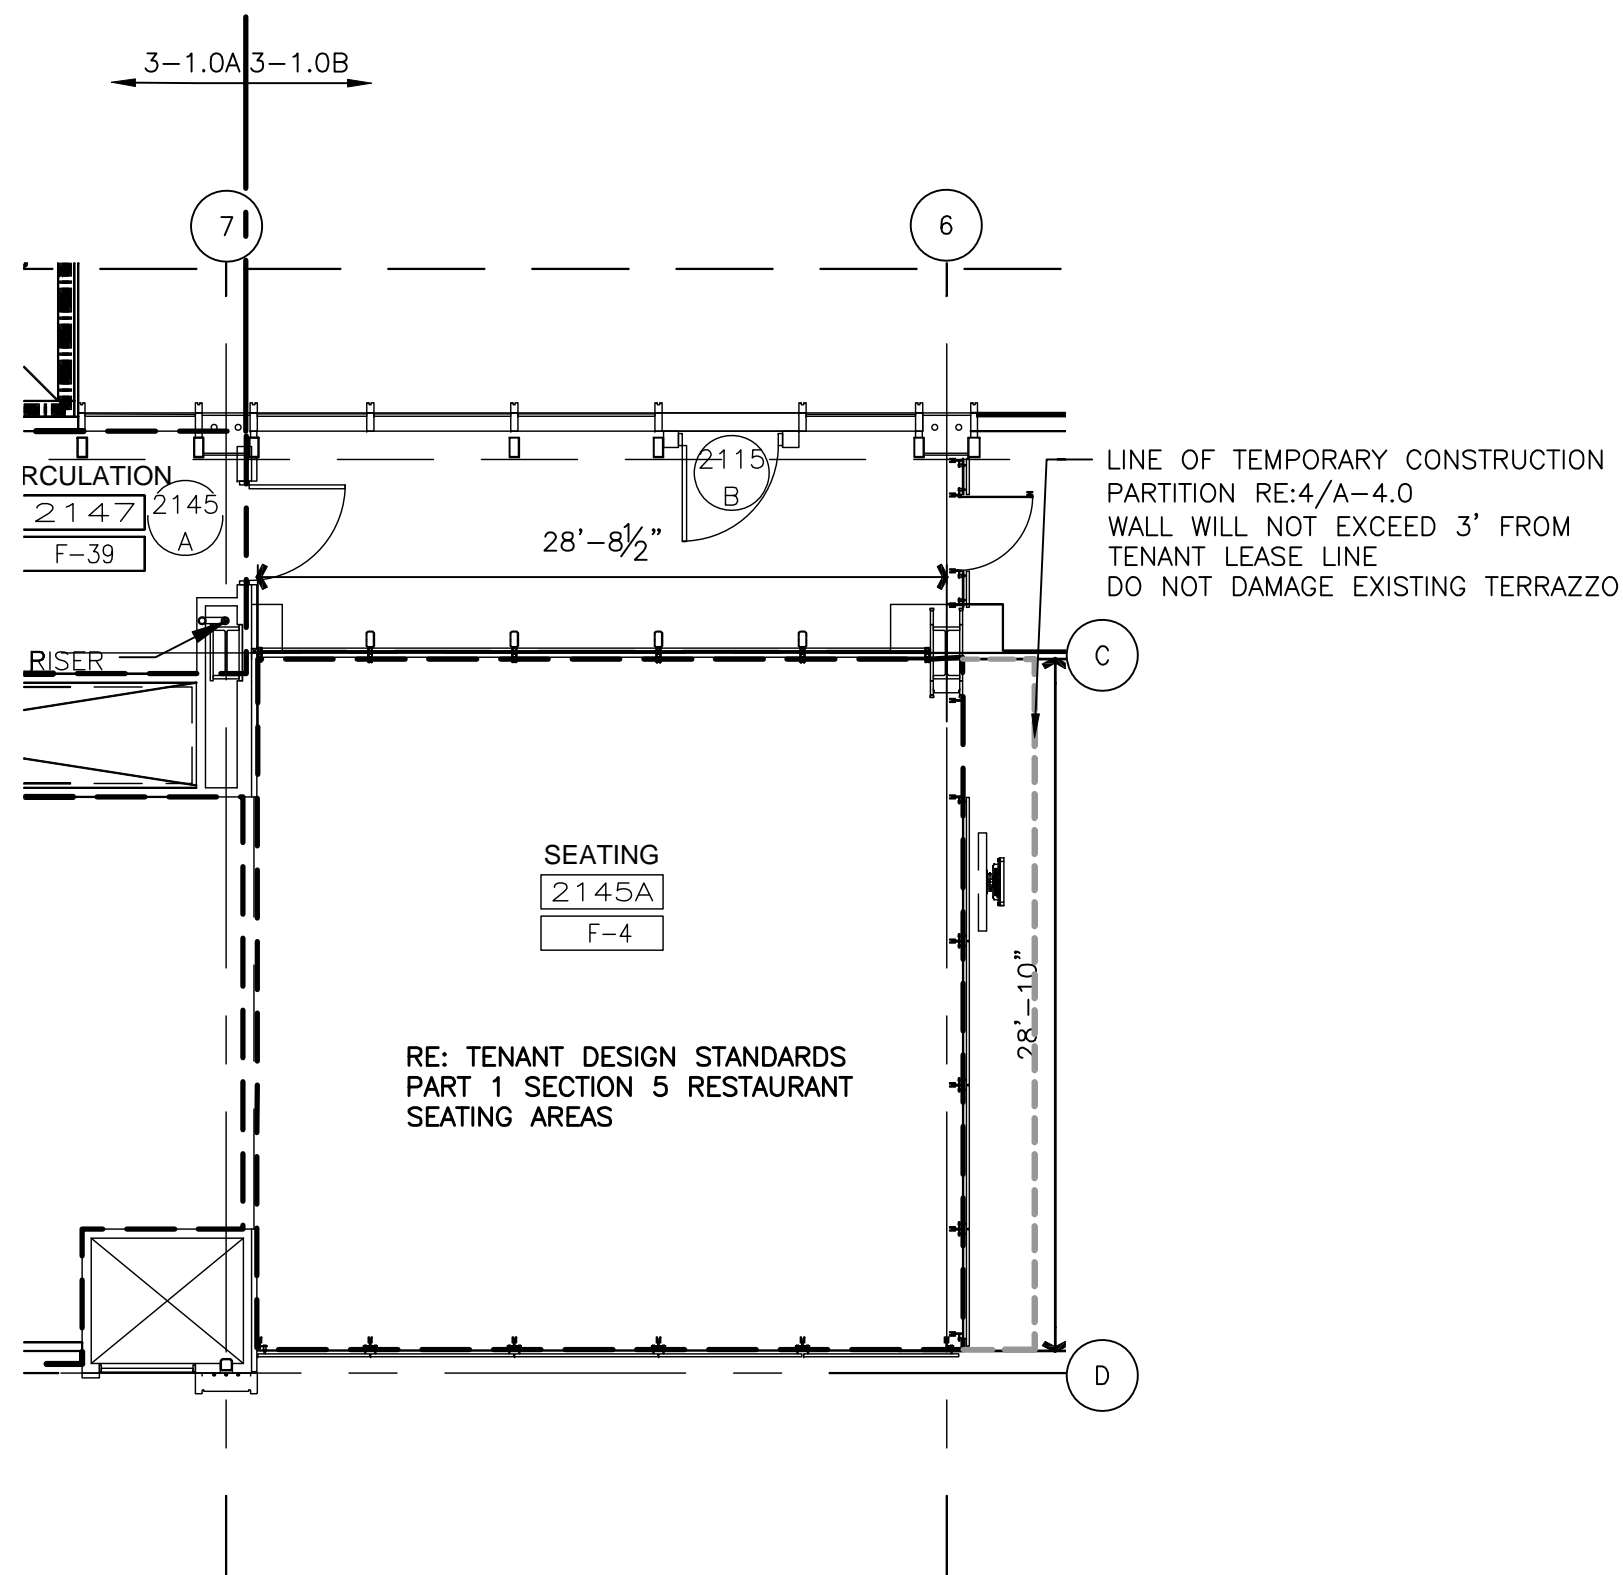 3-1.0A 3-1.0B
7
6
LINE OF TEMPORARY CONSTRUCTION
PARTITION RE:4/A-4.0
WALL WILL NOT EXCEED 3' FROM
TENANT LEASE LINE
DO NOT DAMAGE EXISTING TERRAZZO
RCULATION
2147
F-39
2145
A
2115
B
28'-8½"
RISER
C
SEATING
2145A
F-4
28'-10"
RE: TENANT DESIGN STANDARDS
PART 1 SECTION 5 RESTAURANT
SEATING AREAS
D